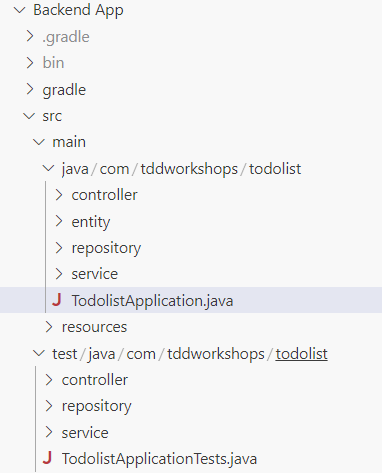 Backend App
.gradle
bin
gradle
src
main
java/com/tddworkshops/todolist
controller
entity
repository
service
J TodolistApplication.java
resources
test/java/com/tddworkshops/todolist
controller
repository
service
J TodolistApplicationTests.java